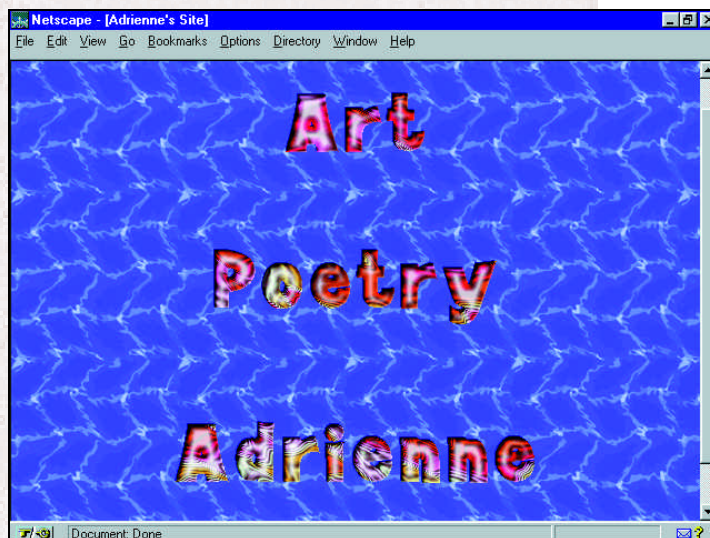 Netscape - [Adrienne's Site]
File Edit View Go Bookmarks Options Directory Window Help
Art
Poetry
Adrienne
Document: Done